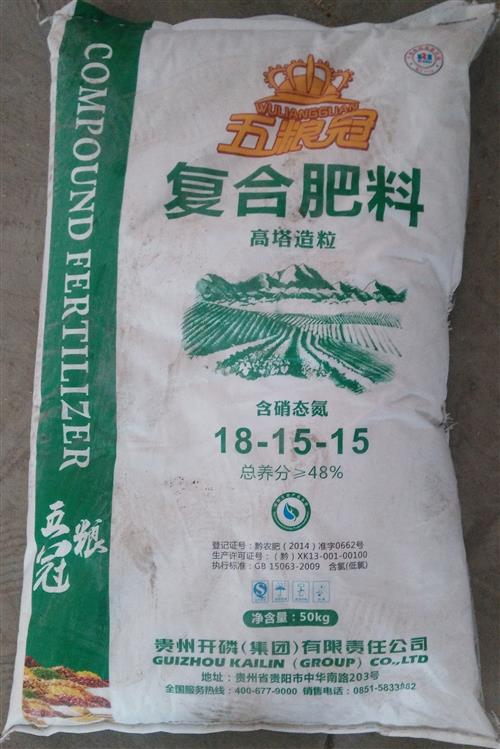 COMPOUND FERTILIZER
五粮冠
WULIANGGUAN
五粮冠
复合肥料
高塔造粒
含硝态氮
18-15-15
总养分≥48%
登记证号：黔农肥（2014）准字0662号
生产许可证号：（黔）XK13-001-00100
执行标准：GB 15063-2009 含氯(低氯)
净含量：50kg
贵州开磷(集团)有限责任公司
GUIZHOU KAILIN (GROUP) CO.,LTD
地址：贵州省贵阳市中华南路203号
全国服务热线：400-677-9000 销售电话：